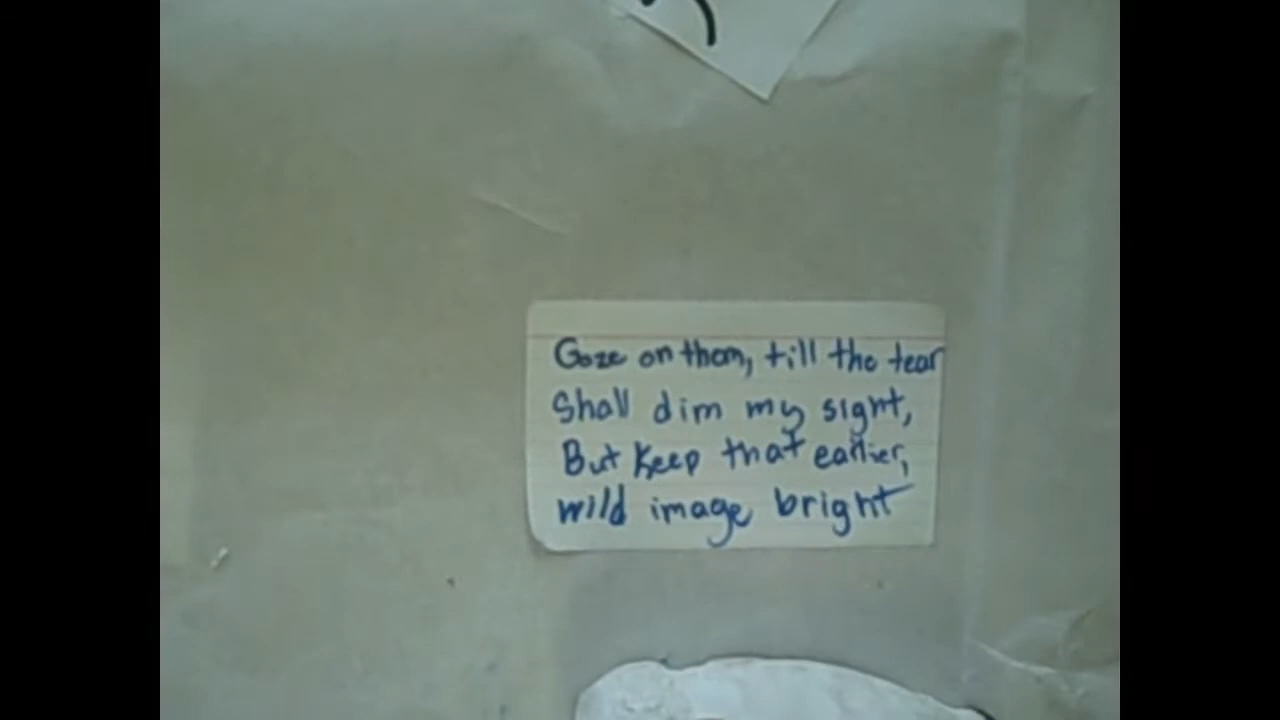 Gaze on them, till the tear
Shall dim my sight,
But keep that earlier,
wild image bright